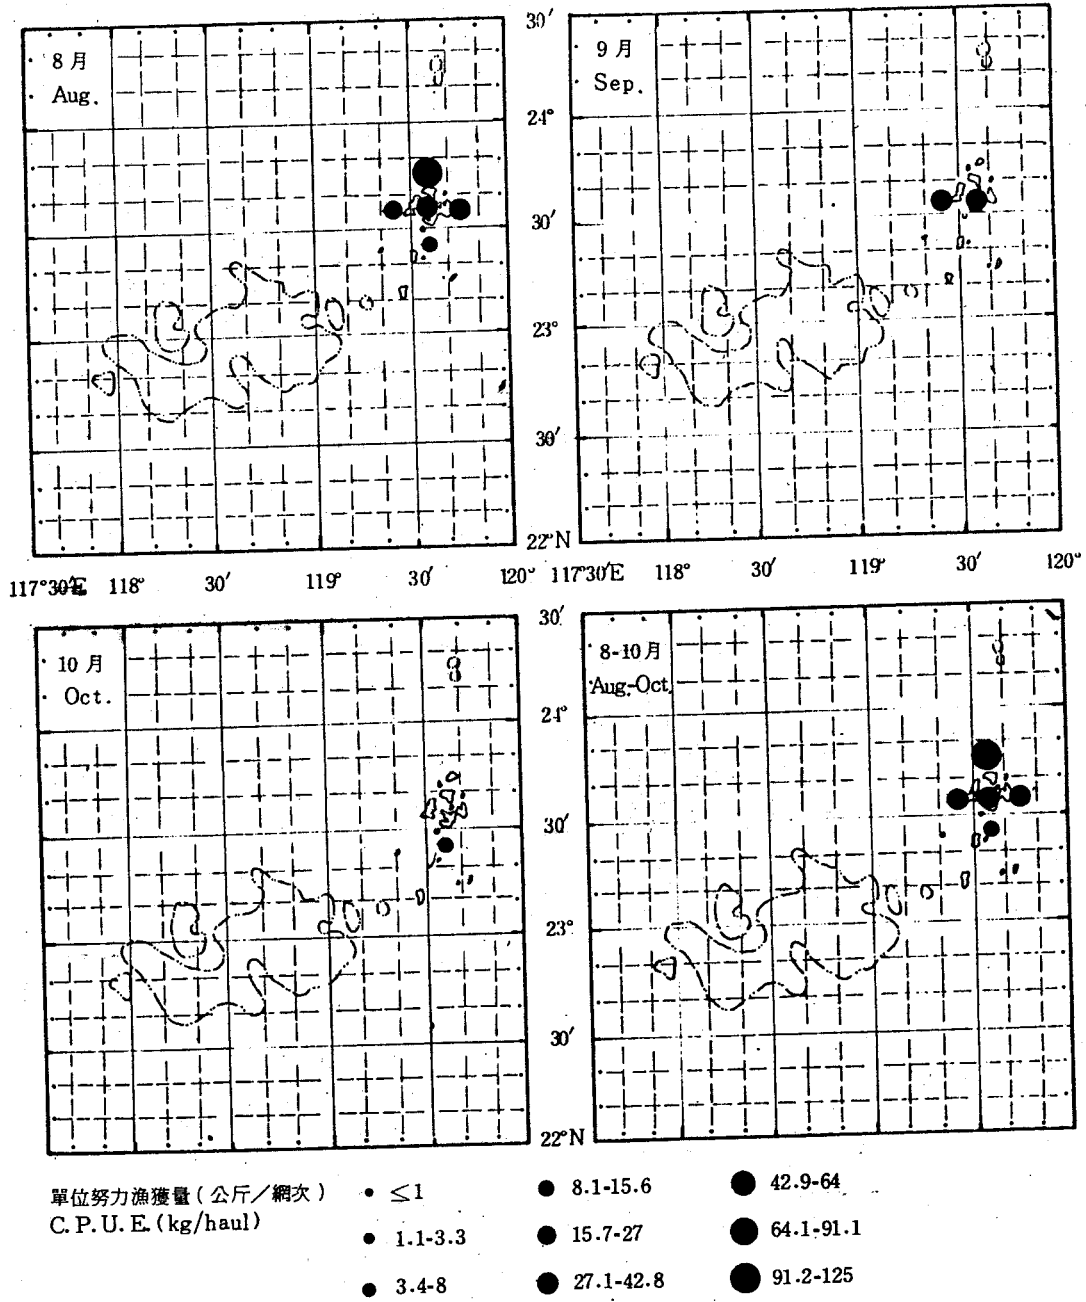 8月
Aug.
9月
Sep.
30′
24°
30′
23°
30′
22°N
117°30′E 118° 30′ 119° 30′ 120°
117°30′E 118° 30′ 119° 30′ 120°
10月
Oct.
8-10月
Aug-Oct.
30′
24°
30′
23°
30′
22°N
單位努力漁獲量(公斤/網次)
C.P.U.E.(kg/haul)
≤1
1.1-3.3
3.4-8
8.1-15.6
15.7-27
27.1-42.8
42.9-64
64.1-91.1
91.2-125